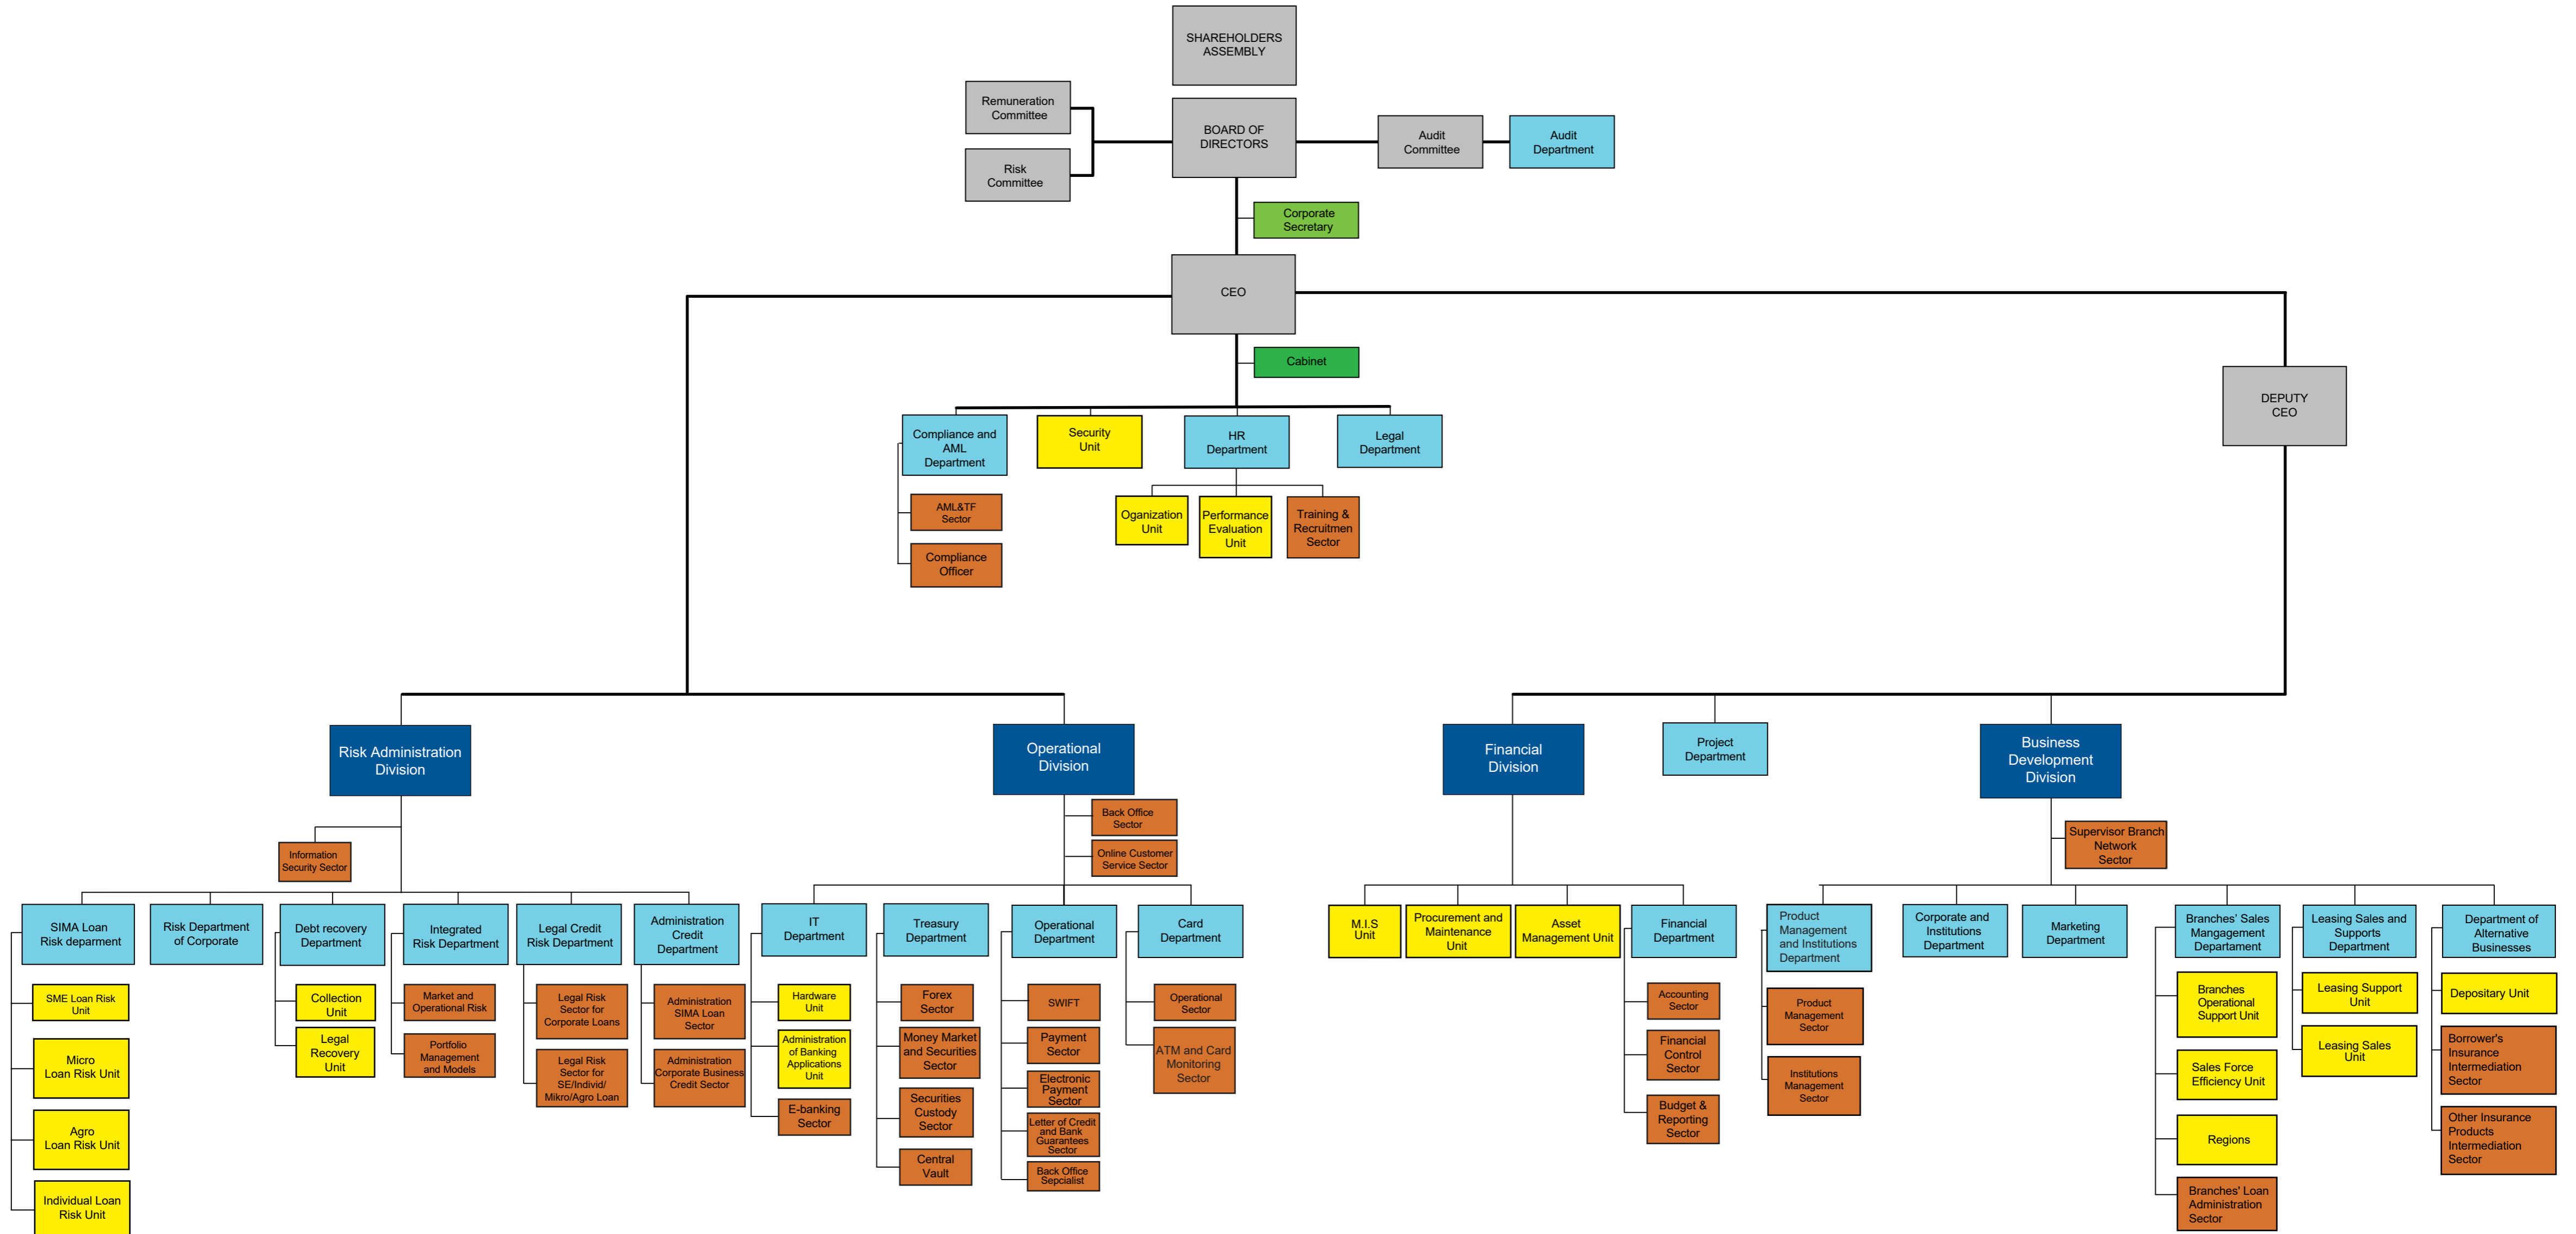 SHAREHOLDERS
ASSEMBLY
Remuneration
Committee
Risk
Committee
BOARD OF
DIRECTORS
Audit
Committee
Audit
Department
Corporate
Secretary
CEO
Cabinet
DEPUTY
CEO
Compliance and
AML
Department
AML&TF
Sector
Compliance
Officer
Security
Unit
HR
Department
Oganization
Unit
Performance
Evaluation
Unit
Training &
Recruitmen
Sector
Legal
Department
Risk Administration
Division
Information
Security Sector
SIMA Loan
Risk deparment
SME Loan Risk
Unit
Micro
Loan Risk Unit
Agro
Loan Risk Unit
Individual Loan
Risk Unit
Risk Department
of Corporate
Debt recovery
Department
Collection
Unit
Legal
Recovery
Unit
Integrated
Risk Department
Market and
Operational Risk
Portfolio
Management
and Models
Legal Credit
Risk Department
Legal Risk
Sector for
Corporate Loans
Legal Risk
Sector for
SE/Individ/
Mikro/Agro Loan
Administration
Credit
Department
Administration
SIMA Loan
Sector
Administration
Corporate Business
Credit Sector
Operational
Division
Back Office
Sector
Online Customer
Service Sector
IT
Department
Hardware
Unit
Administration
of Banking
Applications
Unit
E-banking
Sector
Treasury
Department
Forex
Sector
Money Market
and Securities
Sector
Securities
Custody
Sector
Central
Vault
Operational
Department
SWIFT
Payment
Sector
Electronic
Payment
Sector
Letter of Credit
and Bank
Guarantees
Sector
Back Office
Sepcialist
Card
Department
Operational
Sector
ATM and Card
Monitoring
Sector
Financial
Division
M.I.S
Unit
Procurement and
Maintenance
Unit
Asset
Management Unit
Financial
Department
Accounting
Sector
Financial
Control
Sector
Budget &
Reporting
Sector
Project
Department
Business
Development
Division
Supervisor Branch
Network
Sector
Product
Management
and Institutions
Department
Product
Management
Sector
Institutions
Management
Sector
Corporate and
Institutions
Department
Marketing
Department
Branches’ Sales
Mangagement
Departament
Branches
Operational
Support Unit
Sales Force
Efficiency Unit
Regions
Branches' Loan
Administration
Sector
Leasing Sales and
Supports
Department
Leasing Support
Unit
Leasing Sales
Unit
Department of
Alternative
Businesses
Depositary Unit
Borrower's
Insurance
Intermediation
Sector
Other Insurance
Products
Intermediation
Sector